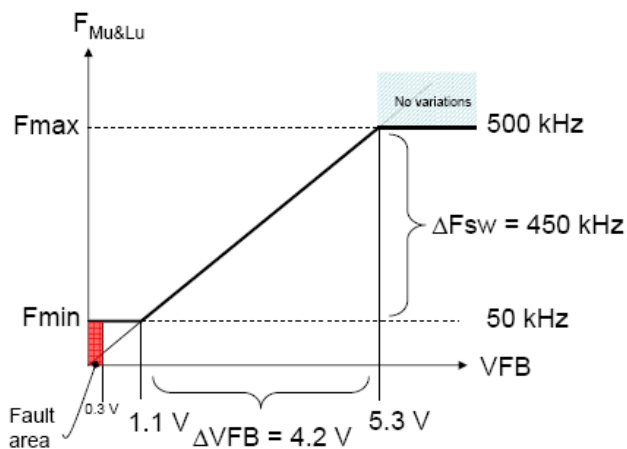 F Mu&Lu
No variations
Fmax
500 kHz
ΔFsw = 450 kHz
Fmin
50 kHz
VFB
Fault
area
0.3 V
1.1 V
ΔVFB = 4.2 V
5.3 V